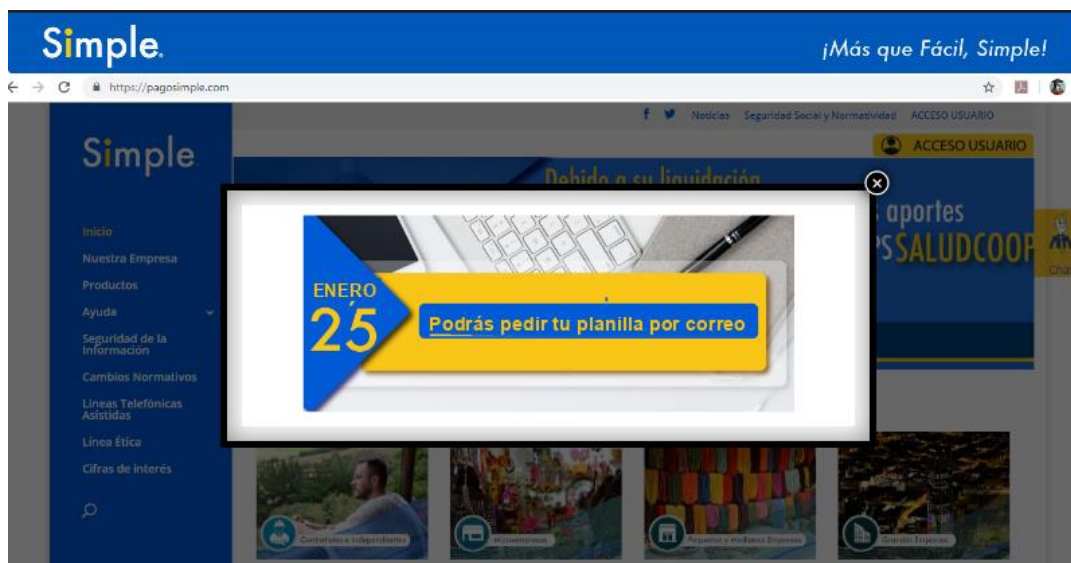 Simple.
¡Más que Fácil, Simple!
https://pagosimple.com
Noticias Seguridad Social y Normatividad ACCESO USUARIO
Simple
ACCESO USUARIO
Debido a su liquidación
aportes
SALUDCOOP
Chat
Inicio
Nuestra Empresa
Productos
Ayuda
Seguridad de la
Información
Cambios Normativos
Líneas Telefónicas
Asistidas
Línea Ética
Cifras de interés
ENERO
25
Podrás pedir tu planilla por correo
Contratistas e Independientes
Microempresas
Pequeñas y Medianas Empresas
Grandes Empresas